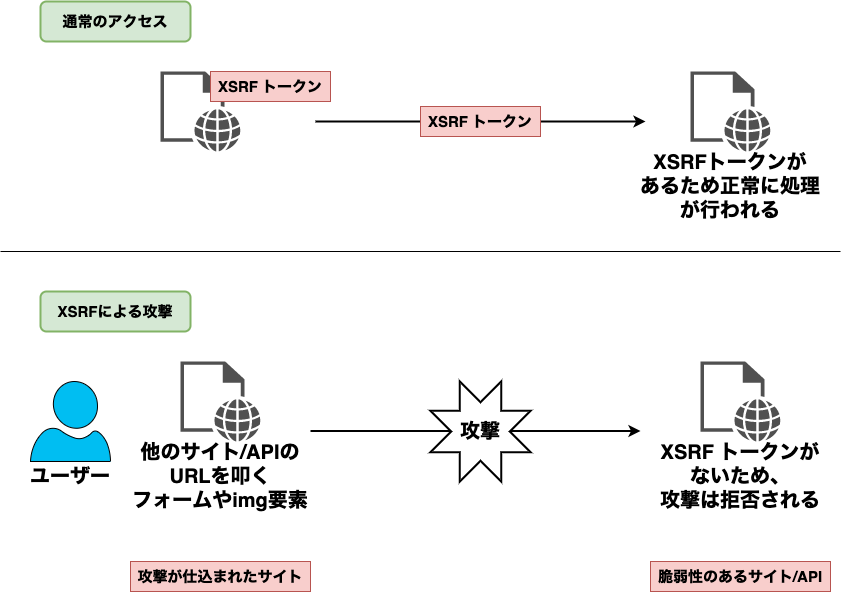 通常のアクセス
XSRF トークン
XSRF トークン
XSRFトークンが
あるため正常に処理
が行われる
XSRFによる攻撃
ユーザー
他のサイト/APIの
URLを叩く
フォームやimg要素
攻撃
XSRF トークンが
ないため、
攻撃は拒否される
攻撃が仕込まれたサイト
脆弱性のあるサイト/API